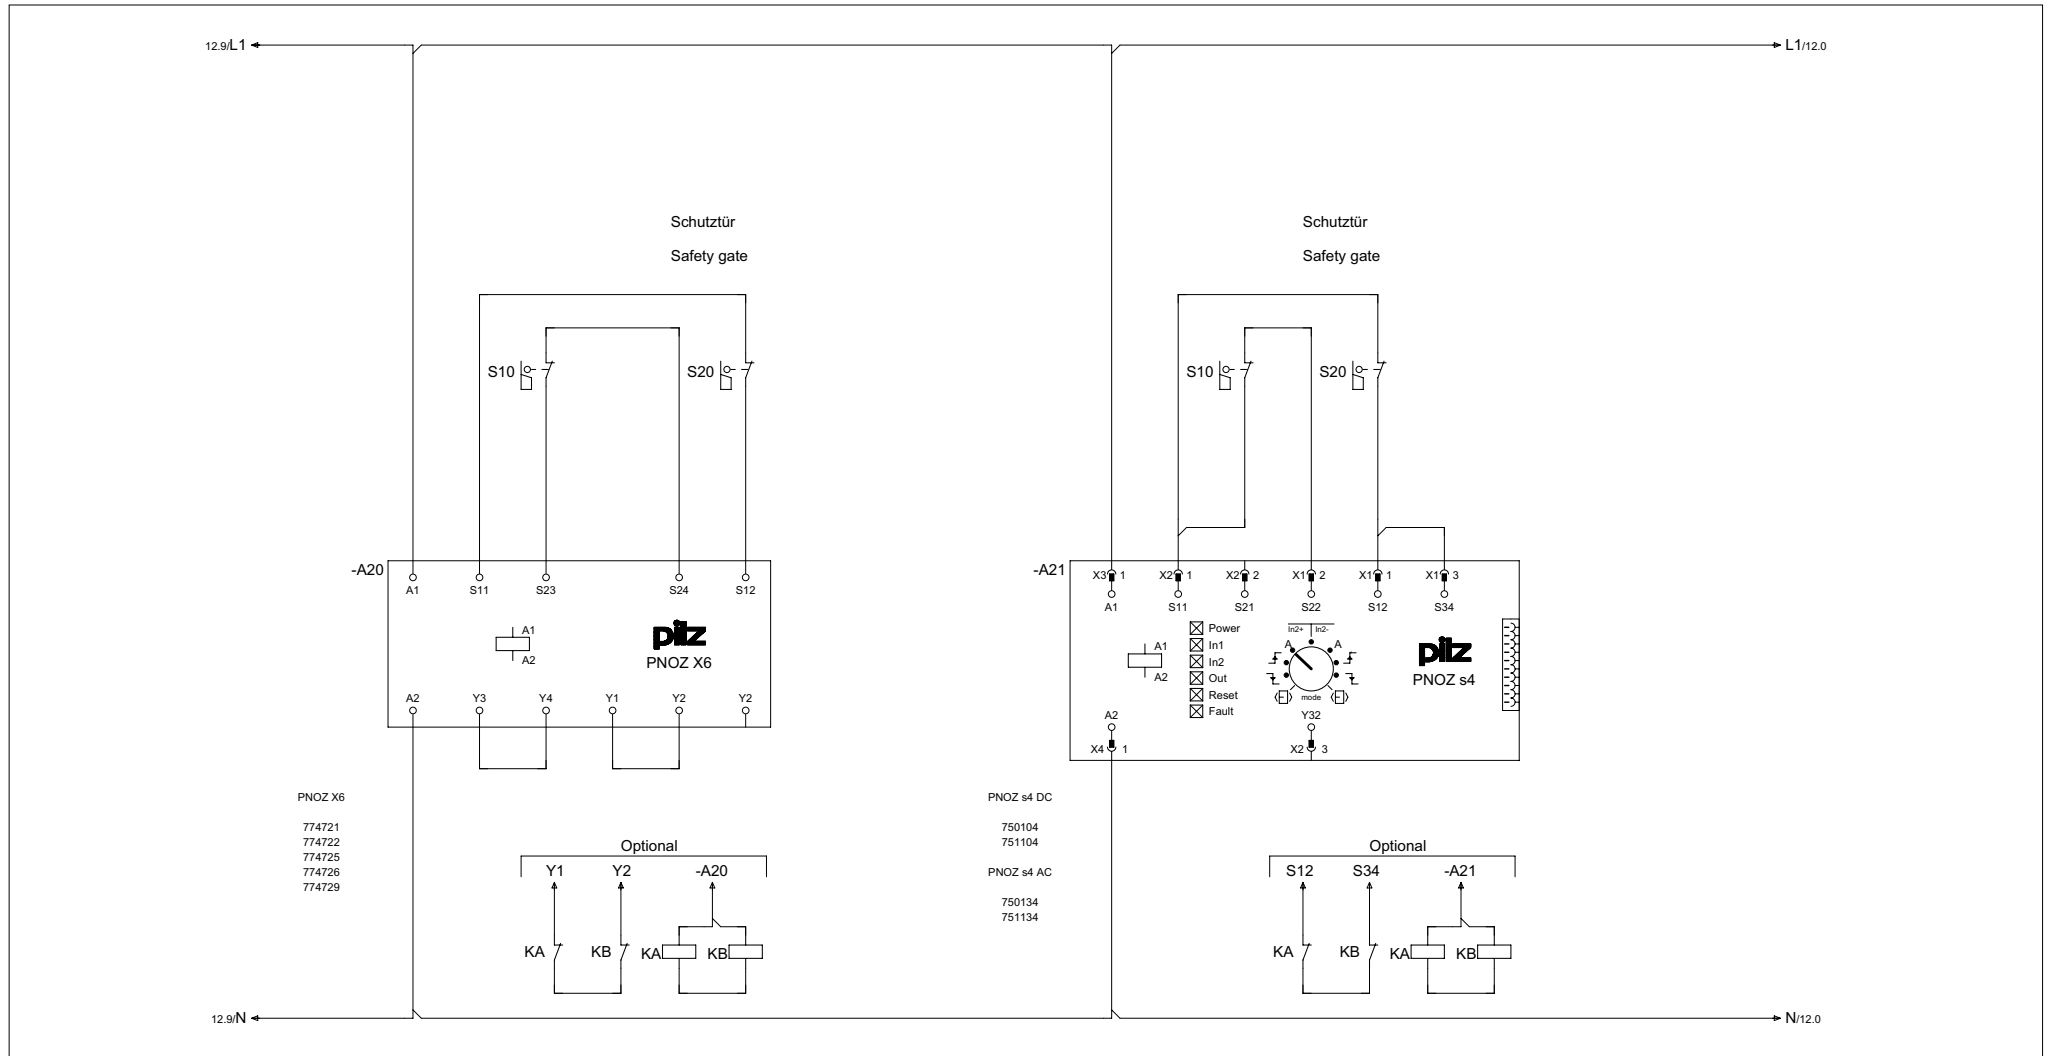 12.9/L1
L1/12.0
Schutztür
Safety gate
Schutztür
Safety gate
S10
S20
S10
S20
-A20
A1 S11 S23 S24 S12
A1
A2
pilz
PNOZ X6
A2 Y3 Y4 Y1 Y2 Y2
-A21
X3 1 X2 1 X2 2 X1 2 X1 1 X1 3
A1 S11 S21 S22 S12 S34
A1
A2
Power
In1
In2
Out
Reset
Fault
In2+ In2-
A A
mode
pilz
PNOZ s4
A2 Y32
X4 1 X2 3
PNOZ X6
774721
774722
774725
774726
774729
Optional
Y1 Y2 -A20
KA KB KA KB
PNOZ s4 DC
750104
751104
PNOZ s4 AC
750134
751134
Optional
S12 S34 -A21
KA KB KA KB
12.9/N
N/12.0